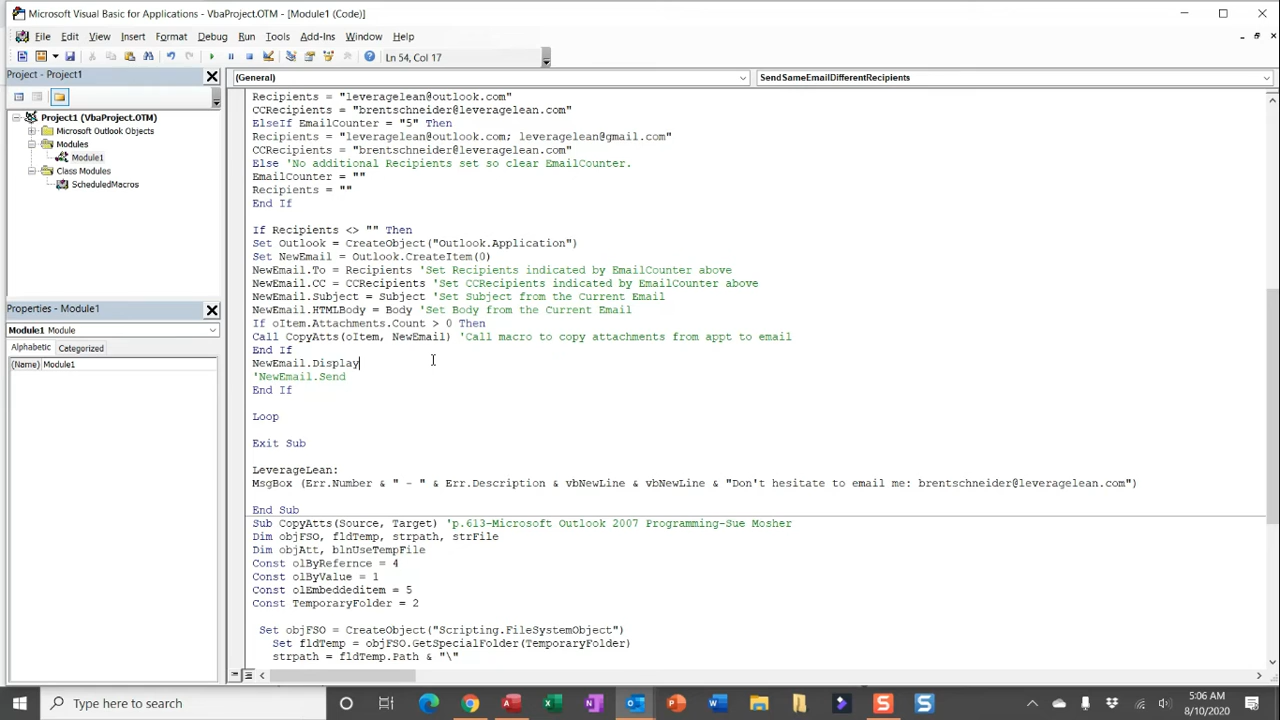 Microsoft Visual Basic for Applications - VbaProject.OTM - [Module1 (Code)]
File Edit View Insert Format Debug Run Tools Add-Ins Window Help
Ln 54, Col 17
Project - Project1
Project1 (VbaProject.OTM)
Microsoft Outlook Objects
Modules
Module1
Class Modules
ScheduledMacros
Properties - Module1
Module1 Module
Alphabetic Categorized
(Name) Module1
(General) SendSameEmailDifferentRecipients
Recipients = "leveragelean@outlook.com"
CCRecipients = "brentschneider@leveragelean.com"
ElseIf EmailCounter = "5" Then
Recipients = "leveragelean@outlook.com; leveragelean@gmail.com"
CCRecipients = "brentschneider@leveragelean.com"
Else 'No additional Recipients set so clear EmailCounter.
EmailCounter = ""
Recipients = ""
End If
If Recipients <> "" Then
Set Outlook = CreateObject("Outlook.Application")
Set NewEmail = Outlook.CreateItem(0)
NewEmail.To = Recipients 'Set Recipients indicated by EmailCounter above
NewEmail.CC = CCRecipients 'Set CCRecipients indicated by EmailCounter above
NewEmail.Subject = Subject 'Set Subject from the Current Email
NewEmail.HTMLBody = Body 'Set Body from the Current Email
If oItem.Attachments.Count > 0 Then
Call CopyAtts(oItem, NewEmail) 'Call macro to copy attachments from appt to email
End If
NewEmail.Display
'NewEmail.Send
End If
Loop
Exit Sub
LeverageLean:
MsgBox (Err.Number & " - " & Err.Description & vbNewLine & vbNewLine & "Don't hesitate to email me: brentschneider@leveragelean.com")
End Sub
Sub CopyAtts(Source, Target) 'p.613-Microsoft Outlook 2007 Programming-Sue Mosher
Dim objFSO, fldTemp, strpath, strFile
Dim objAtt, blnUseTempFile
Const olByRefernce = 4
Const olByValue = 1
Const olEmbeddeditem = 5
Const TemporaryFolder = 2
Set objFSO = CreateObject("Scripting.FileSystemObject")
Set fldTemp = objFSO.GetSpecialFolder(TemporaryFolder)
strpath = fldTemp.Path & "\"
Type here to search
5:06 AM
8/10/2020